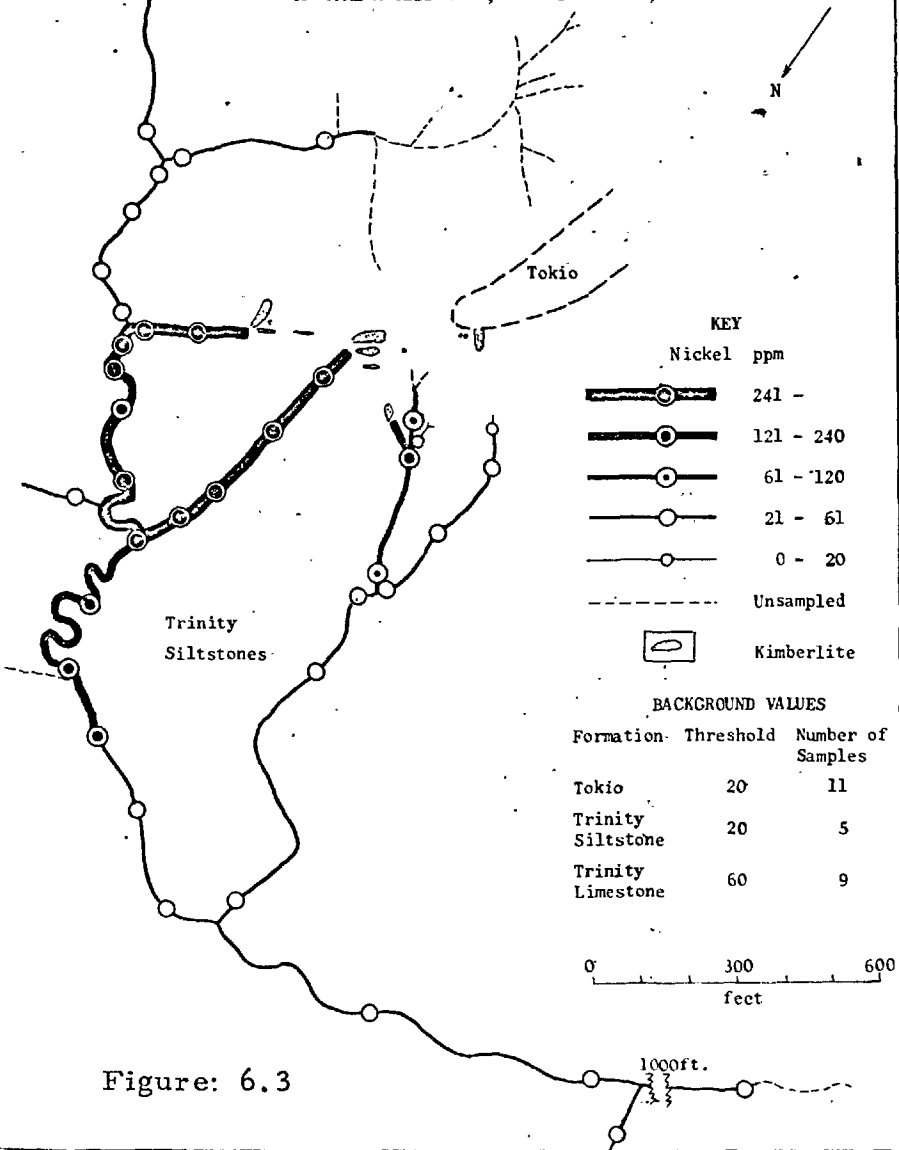 N
Tokio
KEY
Nickel ppm
241 -
121 - 240
61 - 120
21 - 61
0 - 20
Unsampled
Kimberlite
Trinity
Siltstones
BACKGROUND VALUES
Formation Threshold Number of
Samples
Tokio 20 11
Trinity
Siltstone 20 5
Trinity
Limestone 60 9
0 300 600
feet
1000ft.
Figure: 6.3